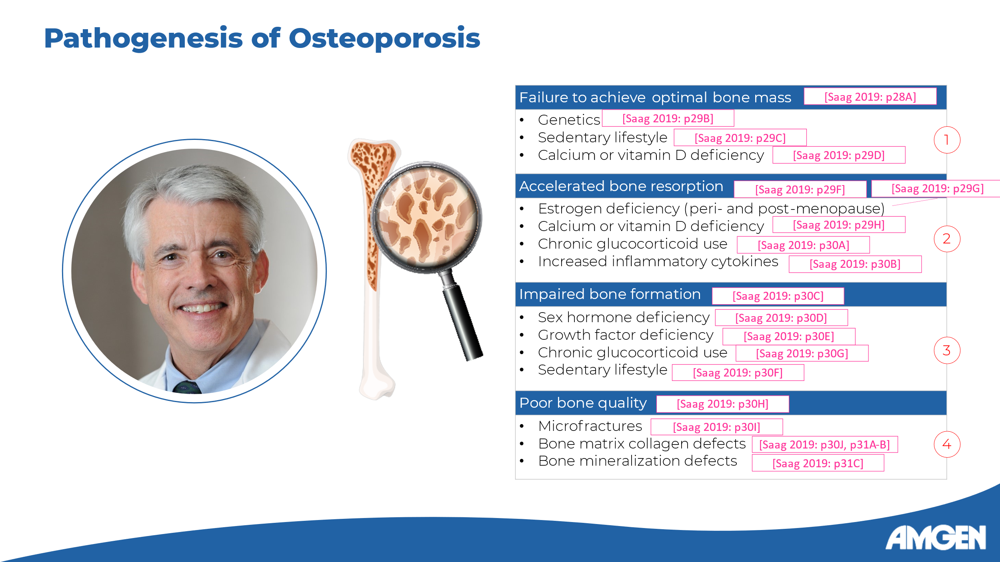 Pathogenesis of Osteoporosis
Failure to achieve optimal bone mass [Saag 2019: p28A]
• Genetics [Saag 2019: p29B]
• Sedentary lifestyle [Saag 2019: p29C]
• Calcium or vitamin D deficiency [Saag 2019: p29D]
1
Accelerated bone resorption [Saag 2019: p29F] [Saag 2019: p29G]
• Estrogen deficiency (peri- and post-menopause)
• Calcium or vitamin D deficiency [Saag 2019: p29H]
• Chronic glucocorticoid use [Saag 2019: p30A]
• Increased inflammatory cytokines [Saag 2019: p30B]
2
Impaired bone formation [Saag 2019: p30C]
• Sex hormone deficiency [Saag 2019: p30D]
• Growth factor deficiency [Saag 2019: p30E]
• Chronic glucocorticoid use [Saag 2019: p30G]
• Sedentary lifestyle [Saag 2019: p30F]
3
Poor bone quality [Saag 2019: p30H]
• Microfractures [Saag 2019: p30I]
• Bone matrix collagen defects [Saag 2019: p30J, p31A-B]
• Bone mineralization defects [Saag 2019: p31C]
4
AMGEN